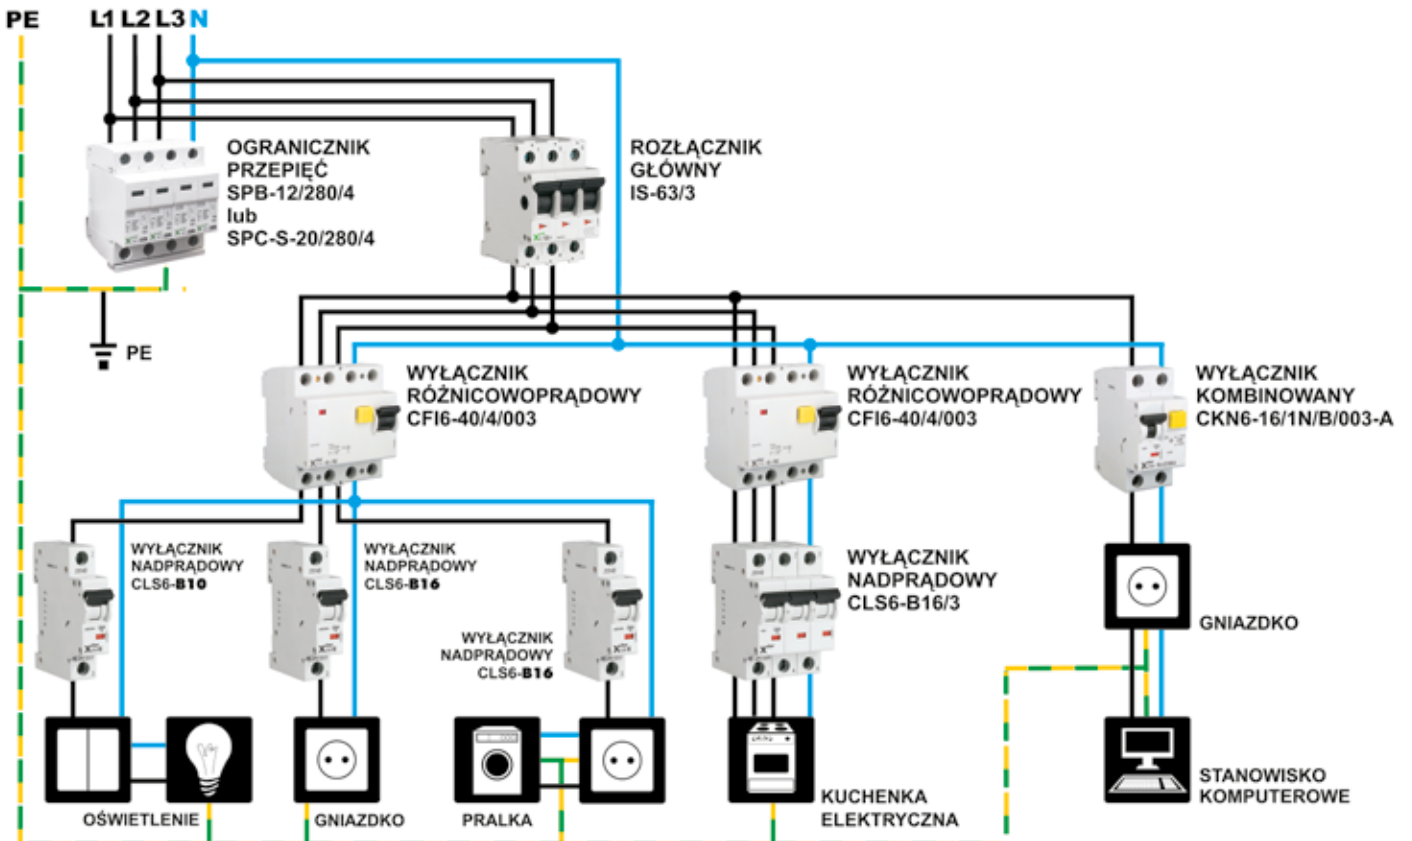 PE
L1 L2 L3 N
OGRANICZNIK
PRZEPIĘĆ
SPB-12/280/4
lub
SPC-S-20/280/4
ROZŁĄCZNIK
GŁÓWNY
IS-63/3
PE
WYŁĄCZNIK
RÓŻNICOWOPRĄDOWY
CFI6-40/4/003
WYŁĄCZNIK
RÓŻNICOWOPRĄDOWY
CFI6-40/4/003
WYŁĄCZNIK
KOMBINOWANY
CKN6-16/1N/B/003-A
WYŁĄCZNIK
NADPRĄDOWY
CLS6-B10
WYŁĄCZNIK
NADPRĄDOWY
CLS6-B16
WYŁĄCZNIK
NADPRĄDOWY
CLS6-B16
WYŁĄCZNIK
NADPRĄDOWY
CLS6-B16/3
GNIAZDKO
OŚWIETLENIE
GNIAZDKO
PRALKA
KUCHENKA
ELEKTRYCZNA
STANOWISKO
KOMPUTEROWE